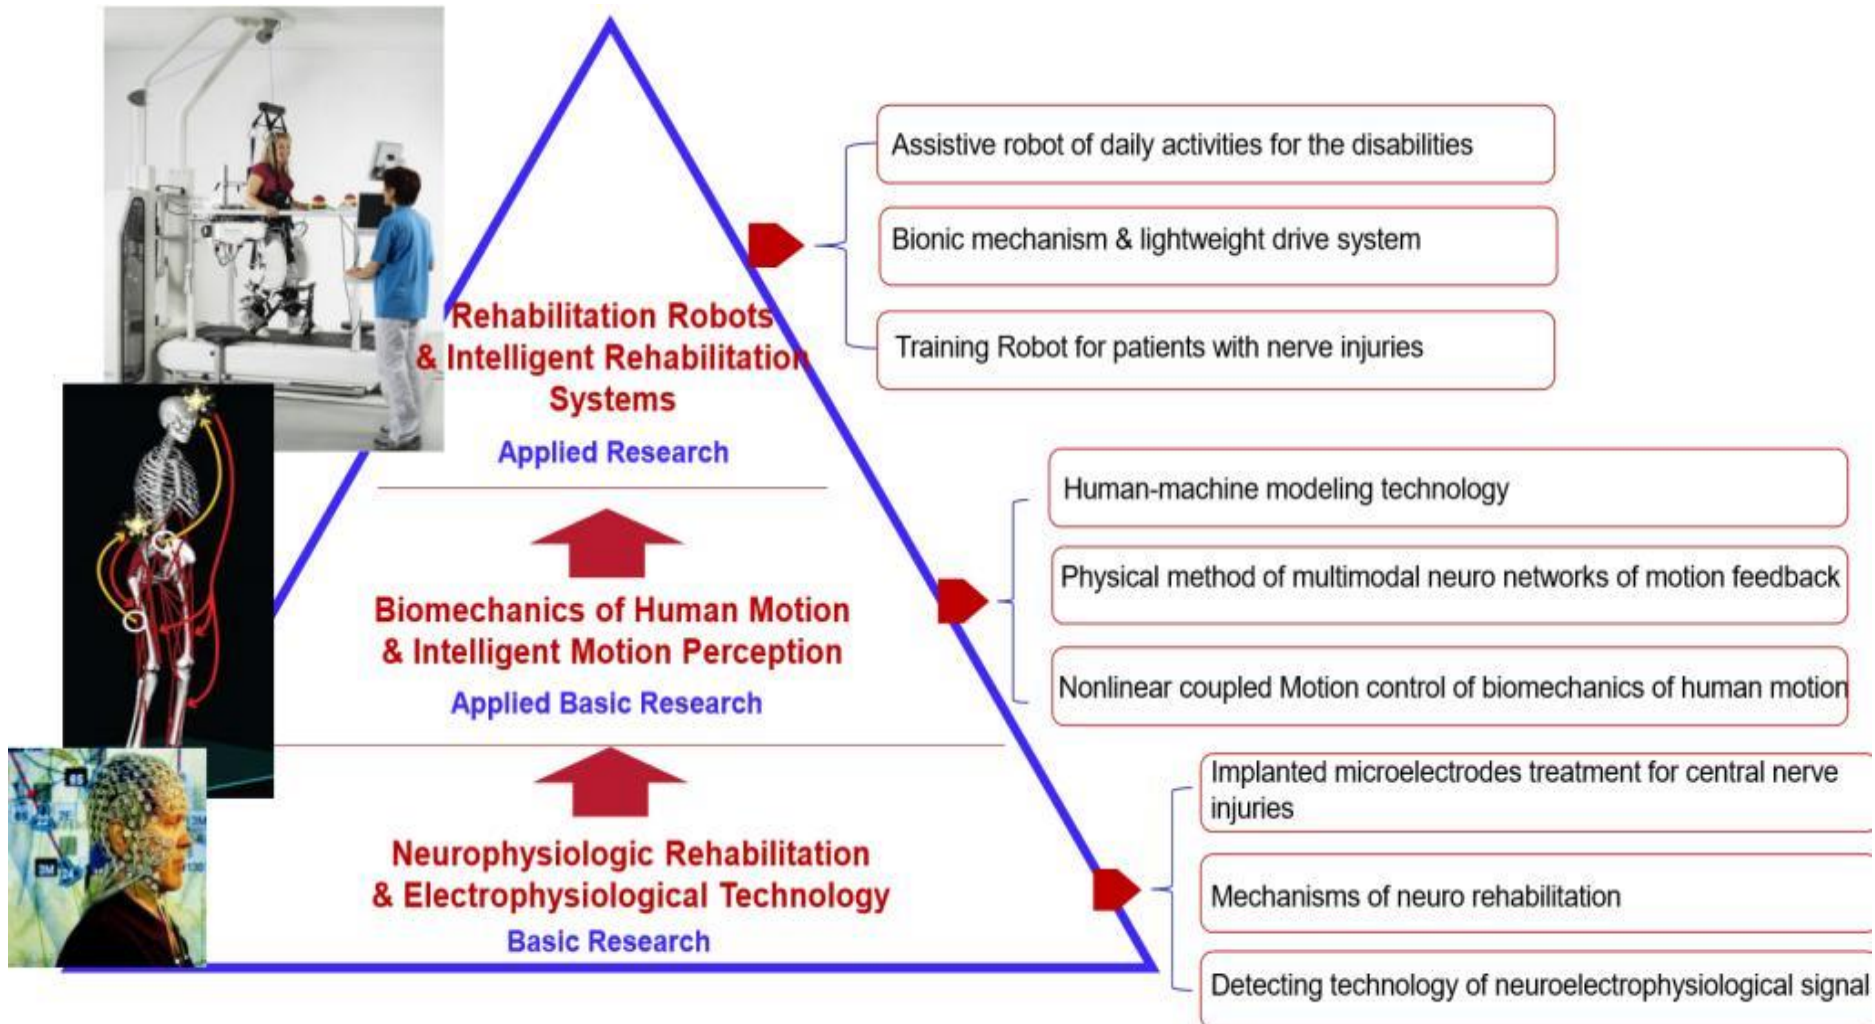 Rehabilitation Robots
& Intelligent Rehabilitation
Systems
Applied Research
Assistive robot of daily activities for the disabilities
Bionic mechanism & lightweight drive system
Training Robot for patients with nerve injuries
Biomechanics of Human Motion
& Intelligent Motion Perception
Applied Basic Research
Human-machine modeling technology
Physical method of multimodal neuro networks of motion feedback
Nonlinear coupled Motion control of biomechanics of human motion
Neurophysiologic Rehabilitation
& Electrophysiological Technology
Basic Research
Implanted microelectrodes treatment for central nerve
injuries
Mechanisms of neuro rehabilitation
Detecting technology of neuroelectrophysiological signal